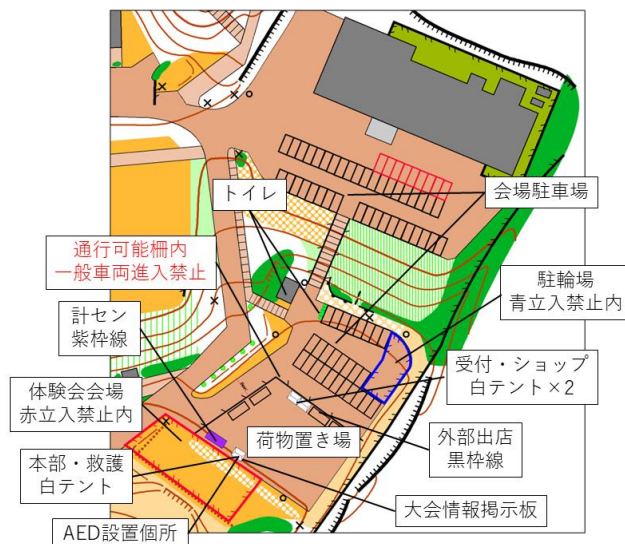 トイレ
会場駐車場
通行可能柵内
一般車両進入禁止
駐輪場
青立入禁止内
計セン
紫枠線
受付・ショップ
白テント×2
体験会会場
赤立入禁止内
荷物置き場
外部出店
黒枠線
本部・救護
白テント
大会情報掲示板
AED設置個所